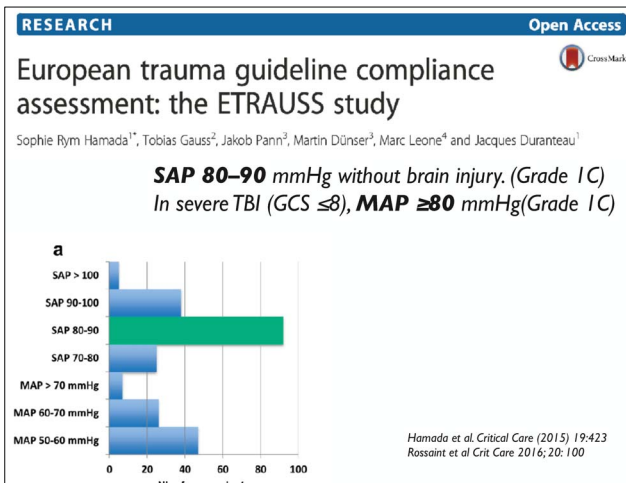 RESEARCH Open Access
CrossMark
European trauma guideline compliance
assessment: the ETRAUSS study
Sophie Rym Hamada1*, Tobias Gauss2, Jakob Pann3, Martin Dünser3, Marc Leone4 and Jacques Duranteau1
SAP 80–90 mmHg without brain injury. (Grade 1C)
In severe TBI (GCS ≤8), MAP ≥80 mmHg(Grade 1C)
a
SAP > 100
SAP 90-100
SAP 80-90
SAP 70-80
MAP > 70 mmHg
MAP 60-70 mmHg
MAP 50-60 mmHg
0 20 40 60 80 100
Hamada et al. Critical Care (2015) 19:423
Rossaint et al Crit Care 2016; 20: 100